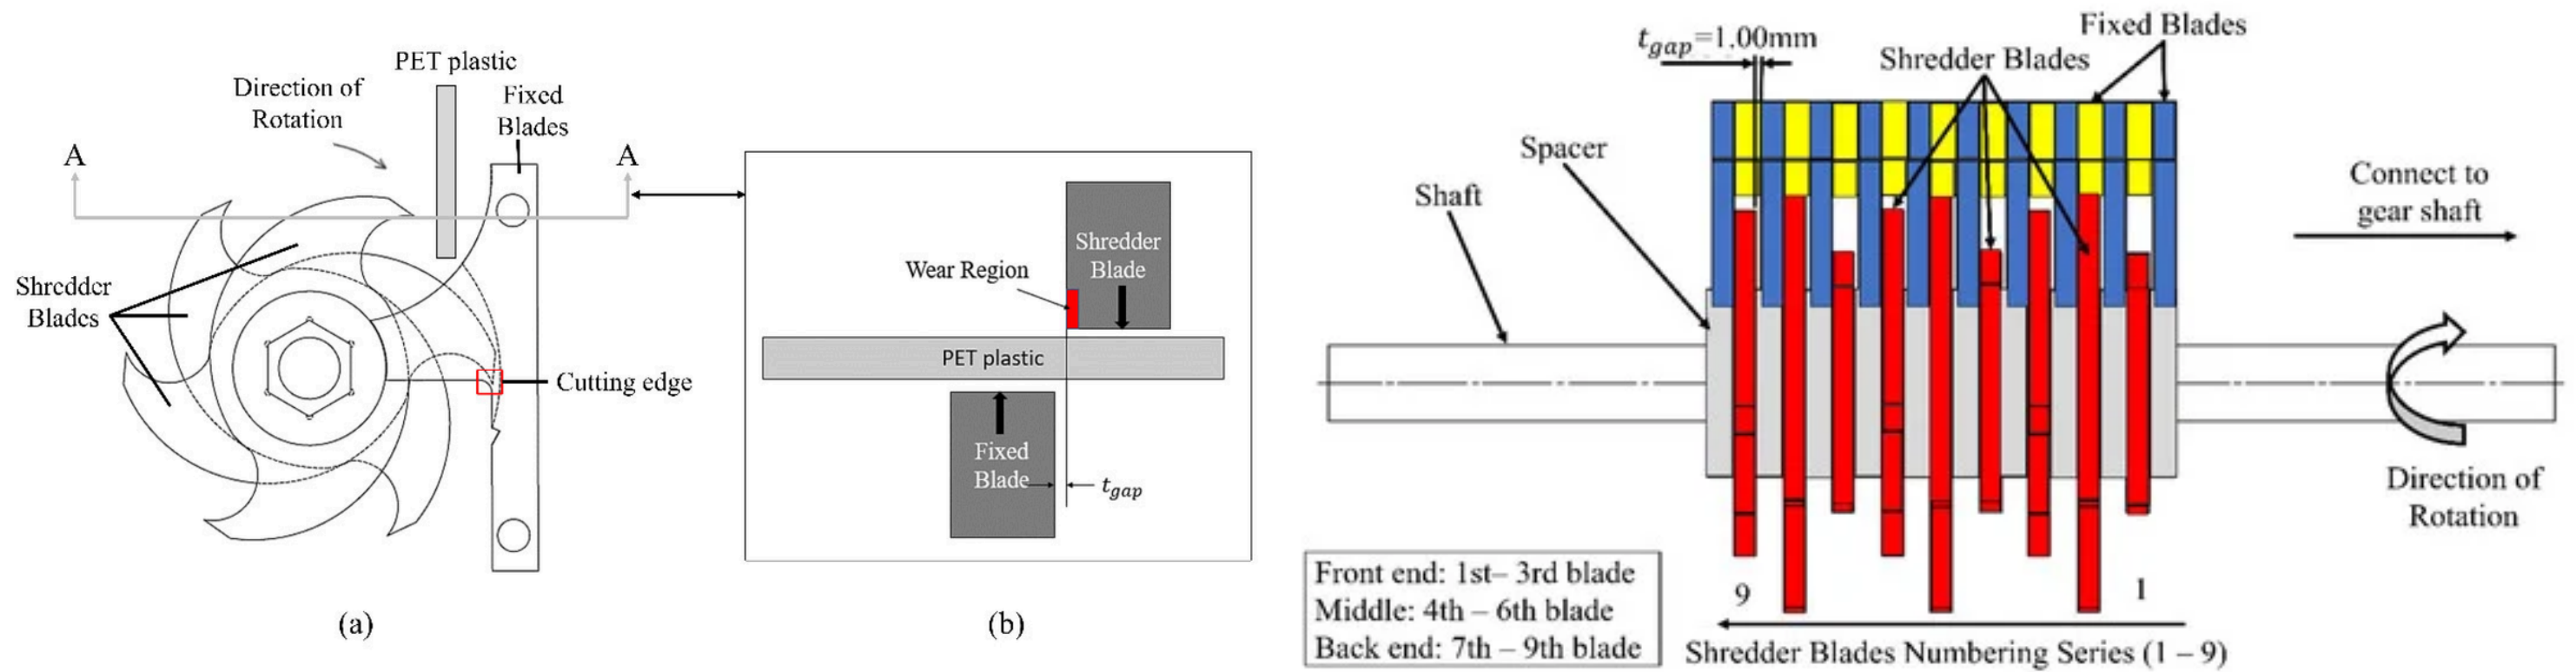 PET plastic
Direction of
Rotation
Fixed
Blades
A
A
Shredder
Blades
Cutting edge
(a)
Shredder
Blade
Wear Region
PET plastic
Fixed
Blade
t_gap
(b)
t_gap=1.00mm
Fixed Blades
Shredder Blades
Spacer
Shaft
Connect to
gear shaft
Direction of
Rotation
Front end: 1st– 3rd blade
Middle: 4th – 6th blade
Back end: 7th – 9th blade
9
1
Shredder Blades Numbering Series (1 – 9)